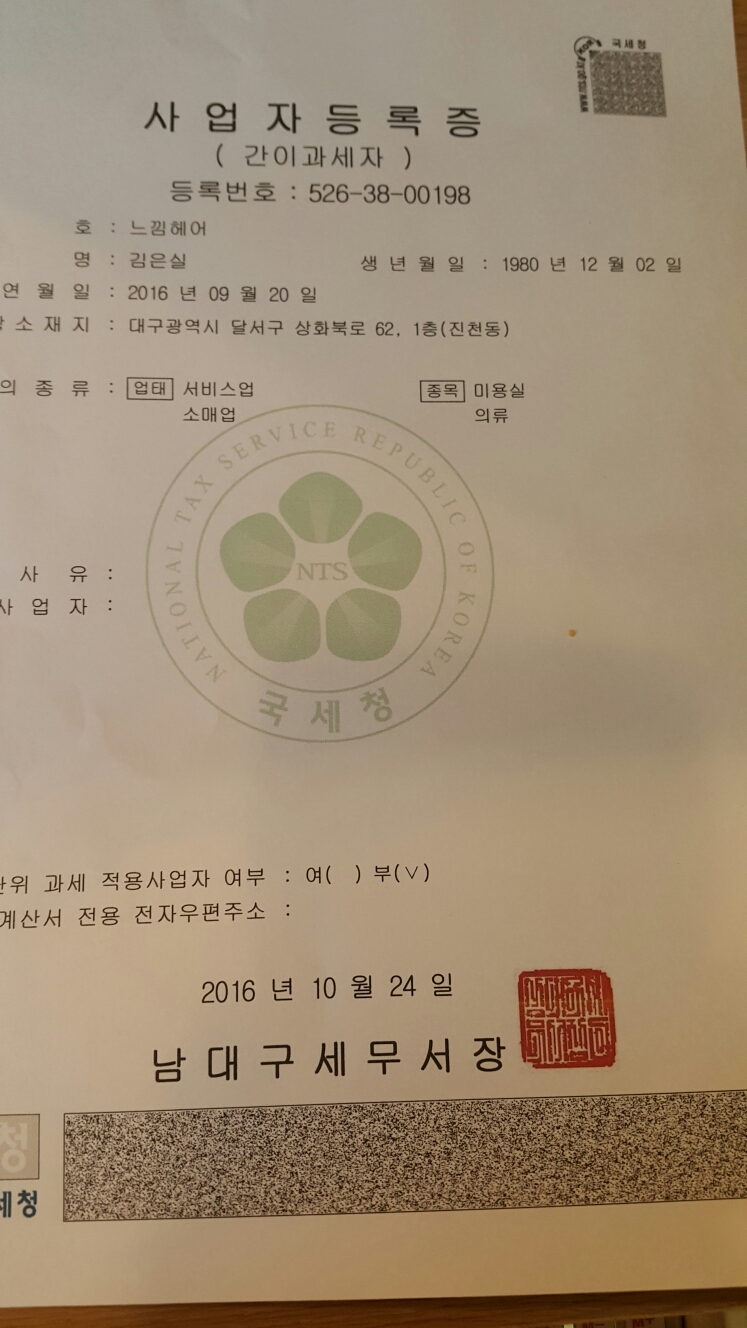 국세청
사업자등록증
( 간이과세자 )
등록번호 : 526-38-00198
호 : 느낌헤어
명 : 김은실 생년월일 : 1980 년 12 월 02 일
연월일 : 2016 년 09 월 20 일
소재지 : 대구광역시 달서구 상화북로 62, 1층(진천동)
의 종류 : 업태 서비스업 종목 미용실
소매업 의류
NATIONAL TAX SERVICE REPUBLIC OF KOREA
NTS
사유 :
사업자 :
국세청
단위 과세 적용사업자 여부 : 여( ) 부(∨)
계산서 전용 전자우편주소 :
2016 년 10 월 24 일
남대구세무서장
청
세청